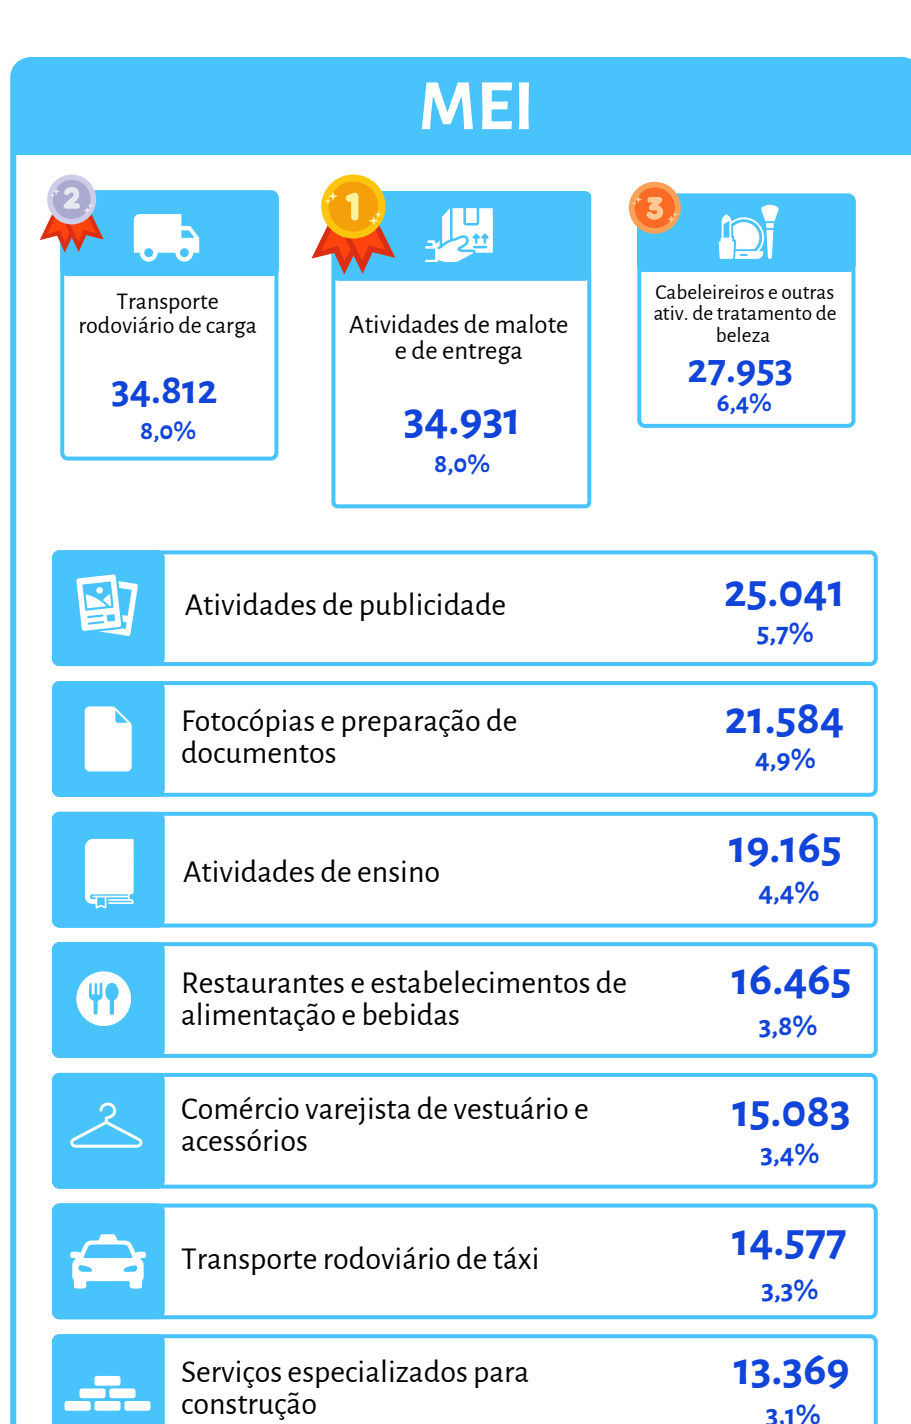 MEI
2
Transporte
rodoviário de carga
34.812
8,0%
1
Atividades de malote
e de entrega
34.931
8,0%
3
Cabeleireiros e outras
ativ. de tratamento de
beleza
27.953
6,4%
Atividades de publicidade
25.041
5,7%
Fotocópias e preparação de
documentos
21.584
4,9%
Atividades de ensino
19.165
4,4%
Restaurantes e estabelecimentos de
alimentação e bebidas
16.465
3,8%
Comércio varejista de vestuário e
acessórios
15.083
3,4%
Transporte rodoviário de táxi
14.577
3,3%
Serviços especializados para
construção
13.369
3,1%